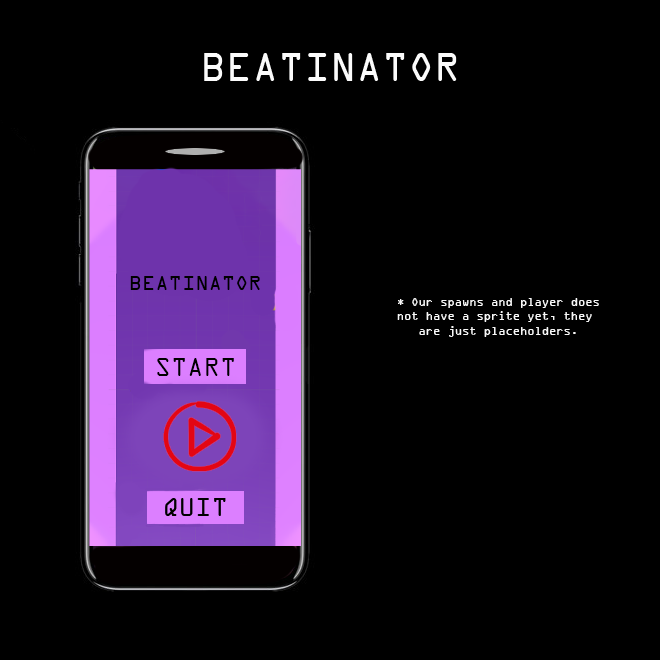 BEATINATOR
BEATINATOR
START
QUIT
* Our spawns and player does
not have a sprite yet, they
are just placeholders.